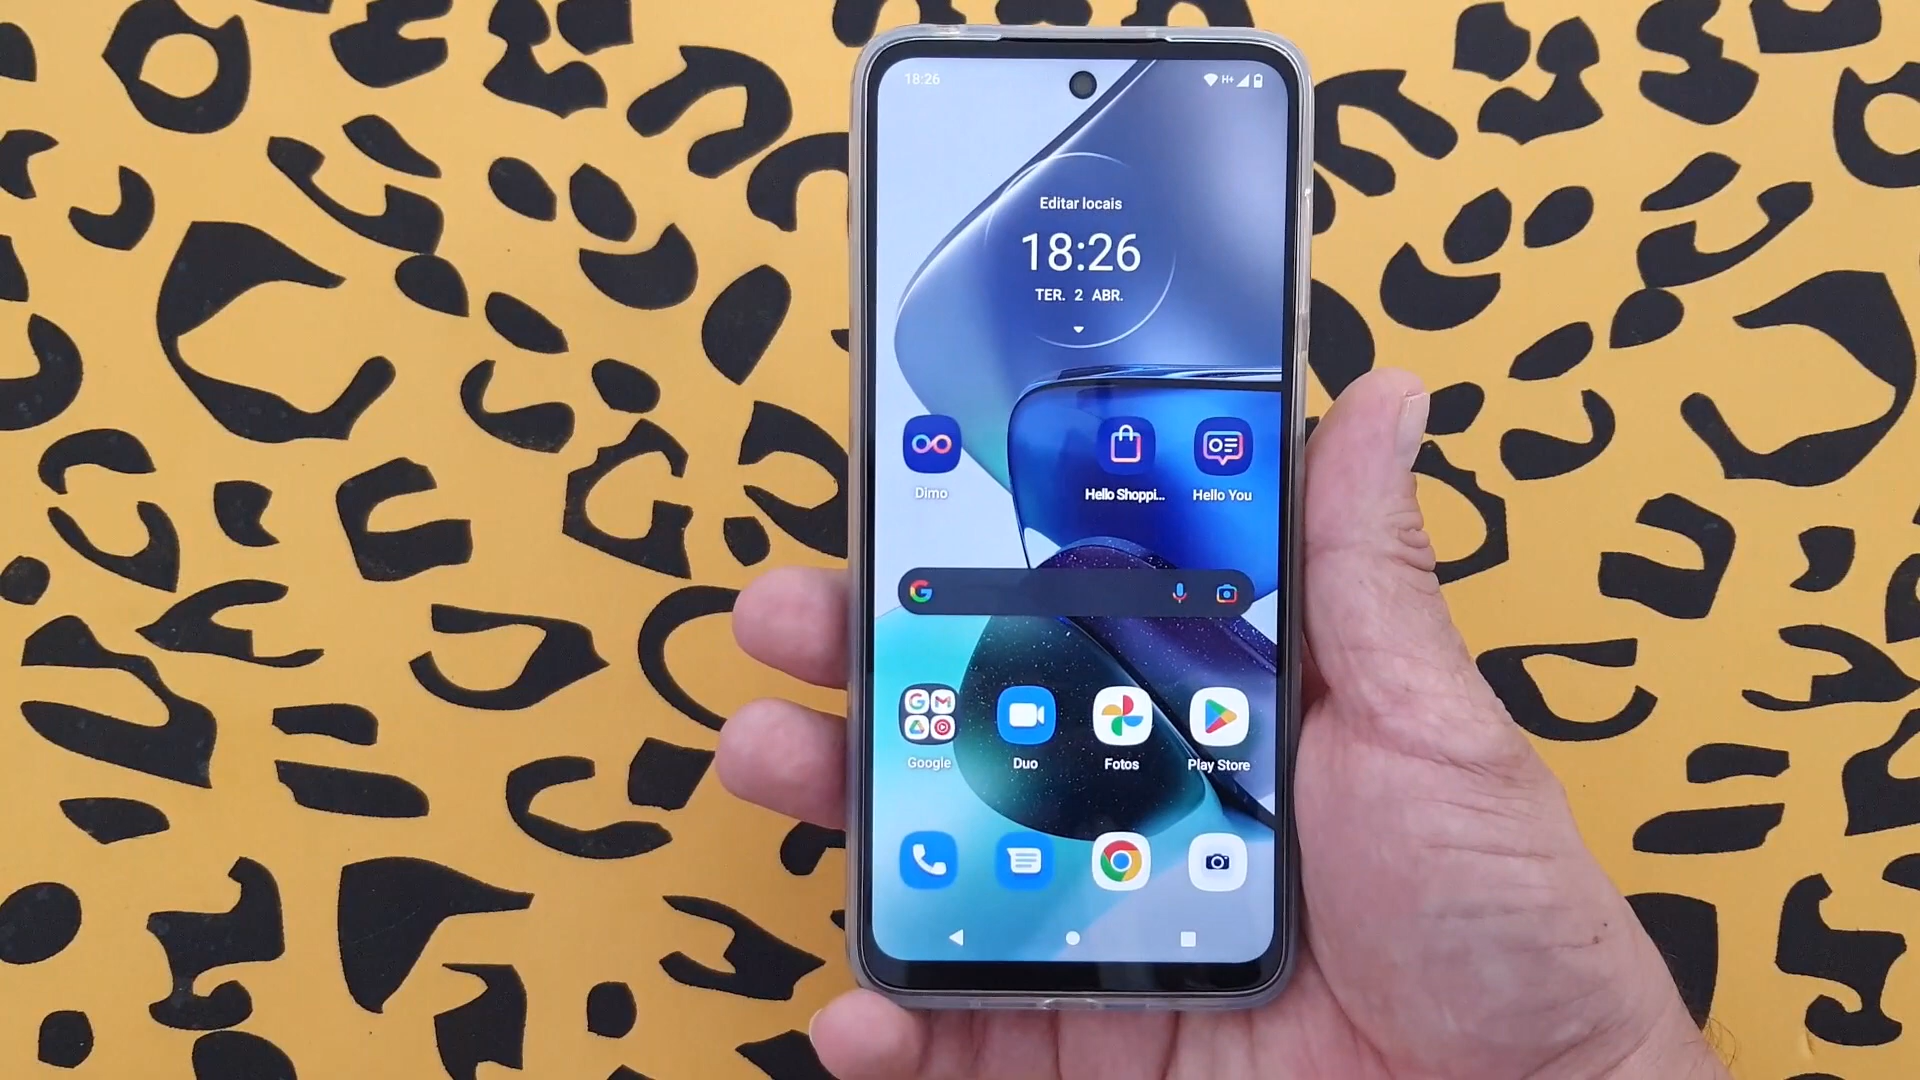 18:26
H+
Editar locais
18:26
TER. 2 ABR.
Dimo
Hello Shoppi...
Hello You
Google
Duo
Fotos
Play Store